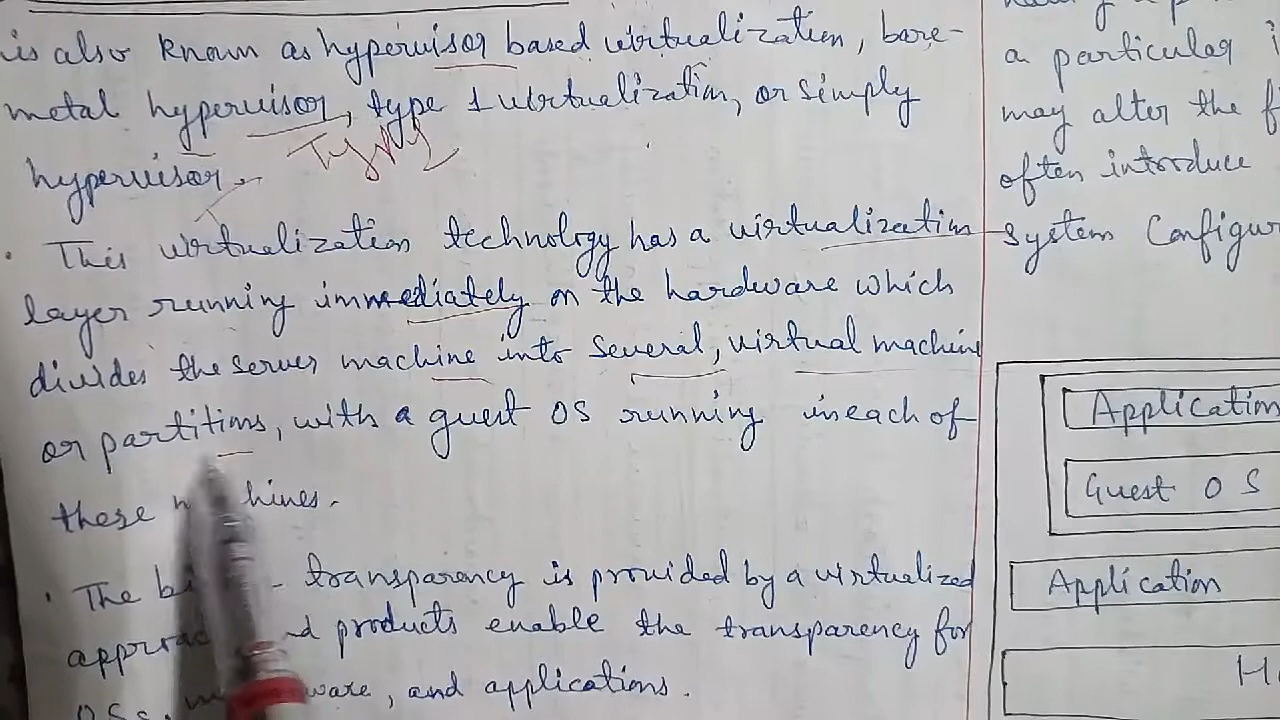 is also known as hypervisor based virtualization, bare-
metal hypervisor, type 1 virtualization, or simply
hypervisor.
• This virtualization technology has a virtualization
layer running immediately on the hardware which
divides the server machine into several, virtual machine
or partitions, with a guest OS running in each of
these hines.
• The transparency is provided by a virtualized
and products enable the transparency for
OSs, ware, and applications.
a particular
may alter the
often introduce
System Configur
Application
Guest OS
Application
H